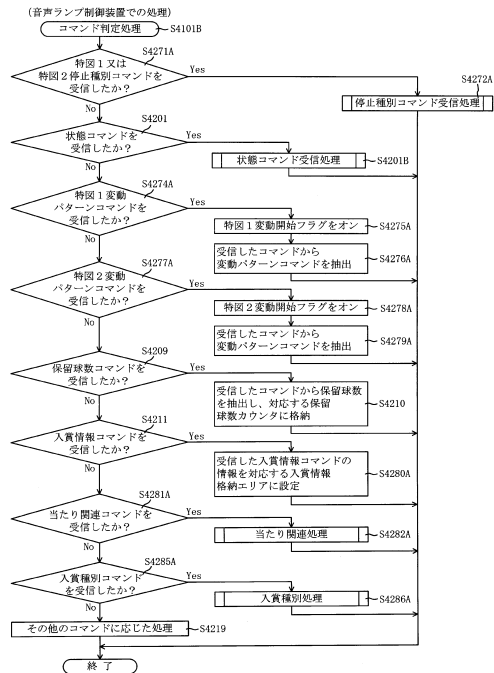 (音声ランプ制御装置での処理)
コマンド判定処理
S4101B
S4271A
特図1又は
特図2停止種別コマンドを
受信したか?
Yes
No
S4272A
停止種別コマンド受信処理
S4201
状態コマンドを
受信したか?
Yes
No
状態コマンド受信処理
S4201B
S4274A
特図1変動
パターンコマンドを
受信したか?
Yes
No
特図1変動開始フラグをオン
S4275A
受信したコマンドから
変動パターンコマンドを抽出
S4276A
S4277A
特図2変動
パターンコマンドを
受信したか?
Yes
No
特図2変動開始フラグをオン
S4278A
受信したコマンドから
変動パターンコマンドを抽出
S4279A
S4209
保留球数コマンドを
受信したか?
Yes
No
受信したコマンドから保留球数
を抽出し、対応する保留
球数カウンタに格納
S4210
S4211
入賞情報コマンドを
受信したか?
Yes
No
受信した入賞情報コマンドの
情報を対応する入賞情報
格納エリアに設定
S4280A
S4281A
当たり関連コマンドを
受信したか?
Yes
No
当たり関連処理
S4282A
S4285A
入賞種別コマンド
を受信したか?
Yes
No
入賞種別処理
S4286A
その他のコマンドに応じた処理
S4219
終了